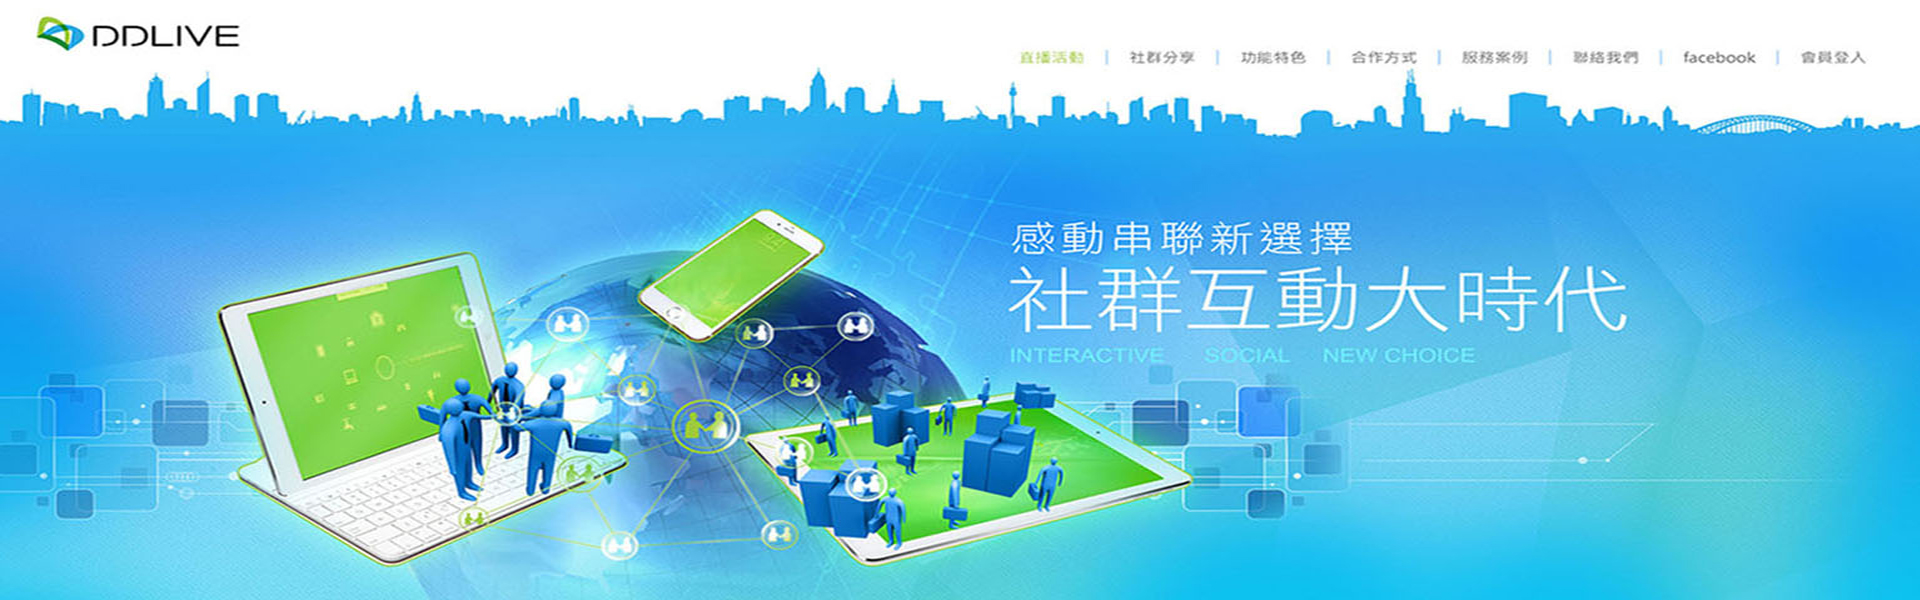 DDLIVE
直播活動 | 社群分享 | 功能特色 | 合作方式 | 服務案例 | 聯絡我們 | facebook | 會員登入
感動串聯新選擇
社群互動大時代
INTERACTIVE SOCIAL NEW CHOICE